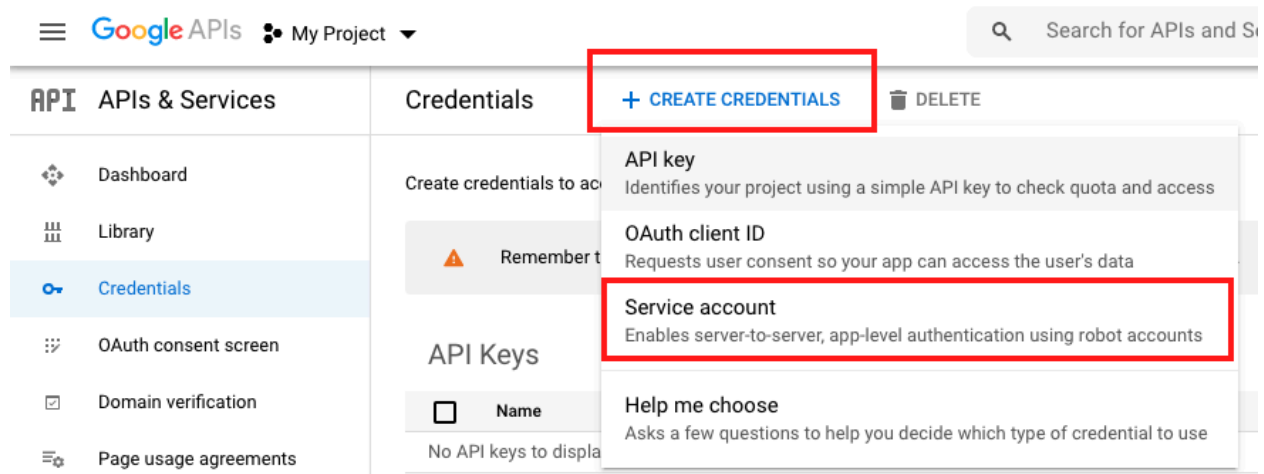 Google APIs My Project Search for APIs and
API APIs & Services Credentials + CREATE CREDENTIALS DELETE
Dashboard
Library
Credentials
OAuth consent screen
Domain verification
Page usage agreements
Create credentials to
Remember
API Keys
Name
No API keys to
API key
Identifies your project using a simple API key to check quota and access
OAuth client ID
Requests user consent so your app can access the user's data
Service account
Enables server-to-server, app-level authentication using robot accounts
Help me choose
Asks a few questions to help you decide which type of credential to use